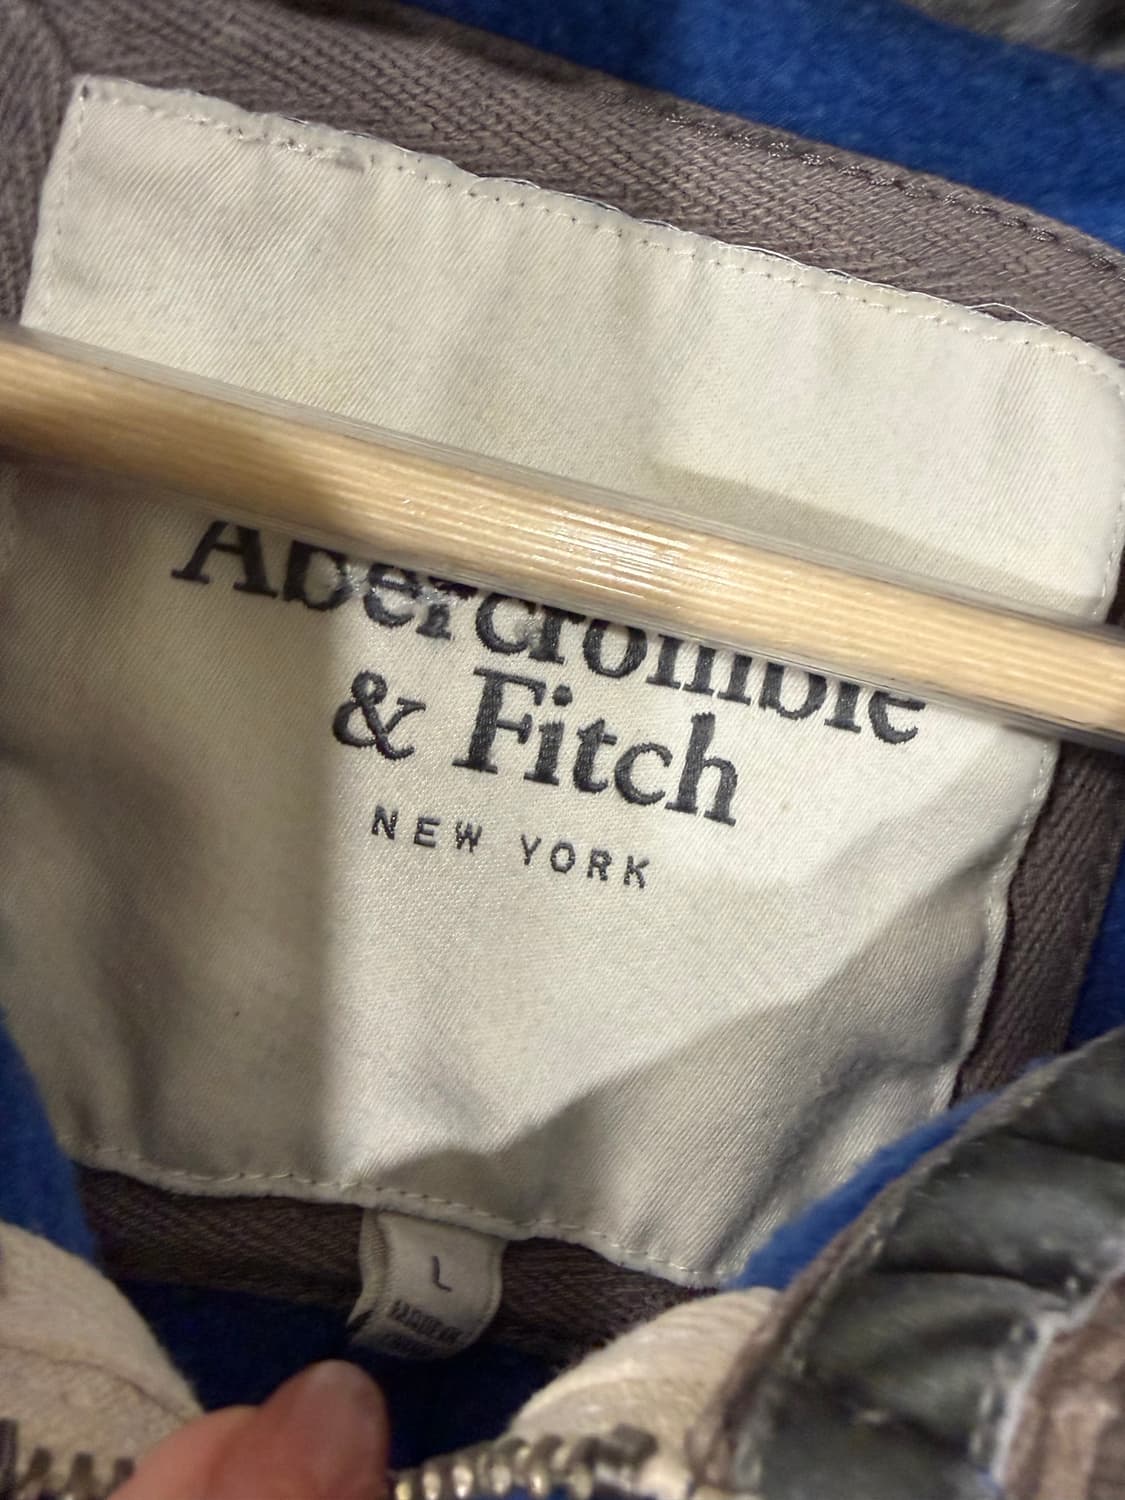 Abercrombie
& Fitch
NEW YORK
L